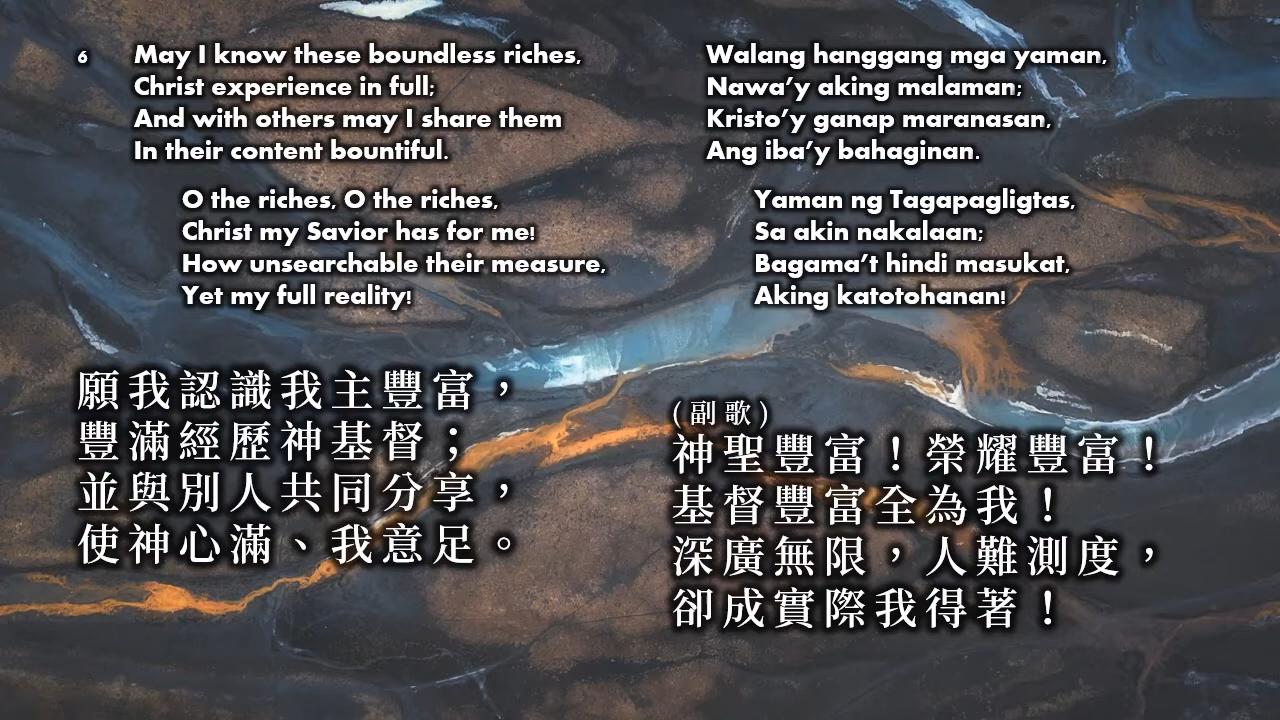 6 May I know these boundless riches,
Christ experience in full;
And with others may I share them
In their content bountiful.
O the riches, O the riches,
Christ my Savior has for me!
How unsearchable their measure,
Yet my full reality!
Walang hanggang mga yaman,
Nawa’y aking malaman;
Kristo’y ganap maranasan,
Ang iba’y bahaginan.
Yaman ng Tagapagligtas,
Sa akin nakalaan;
Bagama’t hindi masukat,
Aking katotohanan!
願我認識我主豐富，
豐滿經歷神基督；
並與別人共同分享，
使神心滿、我意足。
(副歌)
神聖豐富！榮耀豐富！
基督豐富全為我！
深廣無限，人難測度，
卻成實際我得著！